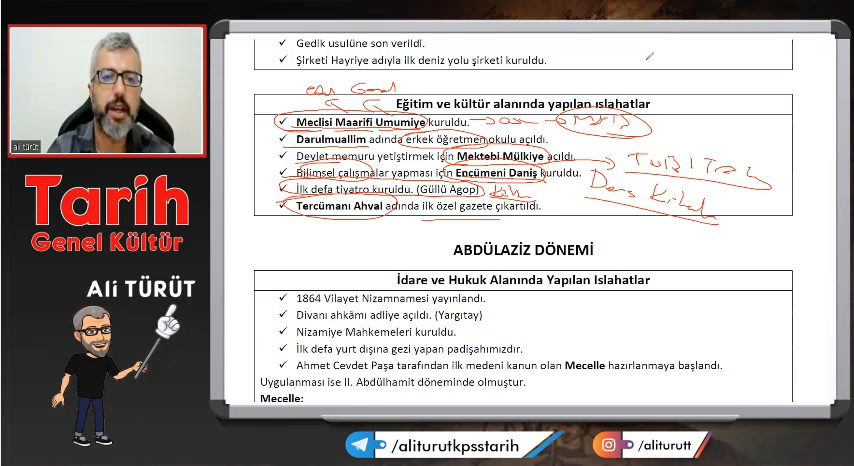 Gedik usulüne son verildi.
Şirketi Hayriye adıyla ilk deniz yolu şirketi kuruldu.
Eğitim ve kültür alanında yapılan ıslahatlar
Meclisi Maarifi Umumiye kuruldu.
Darulmuallim adında erkek öğretmen okulu açıldı.
Devlet memuru yetiştirmek için Mektebi Mülkiye açıldı.
Bilimsel çalışmalar yapması için Encümeni Daniş kuruldu.
TUBİTAK
Ders Kitab
İlk defa tiyatro kuruldu. (Güllü Agop)
Tercümanı Ahval adında ilk özel gazete çıkartıldı.
ABDÜLAZİZ DÖNEMİ
İdare ve Hukuk Alanında Yapılan Islahatlar
1864 Vilayet Nizamnamesi yayınlandı.
Divanı ahkâmı adliye açıldı. (Yargıtay)
Nizamiye Mahkemeleri kuruldu.
İlk defa yurt dışına gezi yapan padişahımızdır.
Ahmet Cevdet Paşa tarafından ilk medeni kanun olan Mecelle hazırlanmaya başlandı.
Uygulanması ise II. Abdülhamit döneminde olmuştur.
Mecelle:
ali türüt
Tarih
Genel Kültür
Ali TÜRÜT
/aliturutkpsstarih
/aliturutt